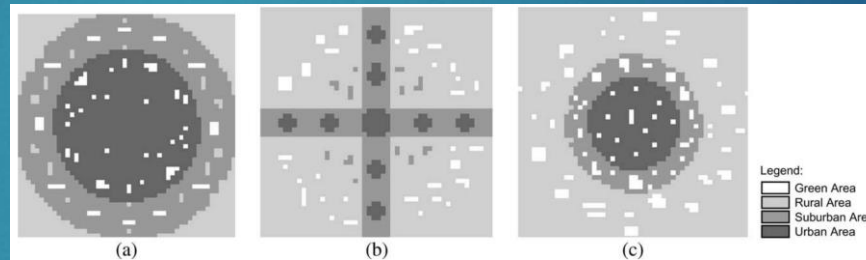 Legend:
Green Area
Rural Area
Suburban Are
Urban Area
(a)
(b)
(c)